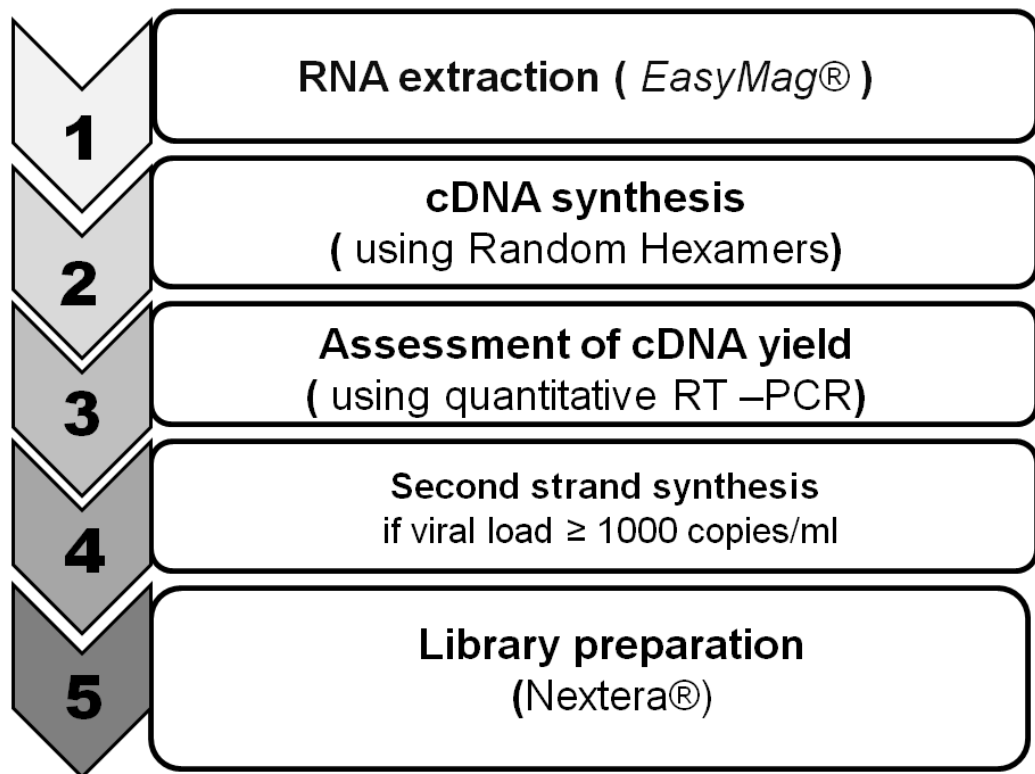 1
RNA extraction ( EasyMag® )
2
cDNA synthesis
( using Random Hexamers)
3
Assessment of cDNA yield
( using quantitative RT –PCR)
4
Second strand synthesis
if viral load ≥ 1000 copies/ml
5
Library preparation
(Nextera®)